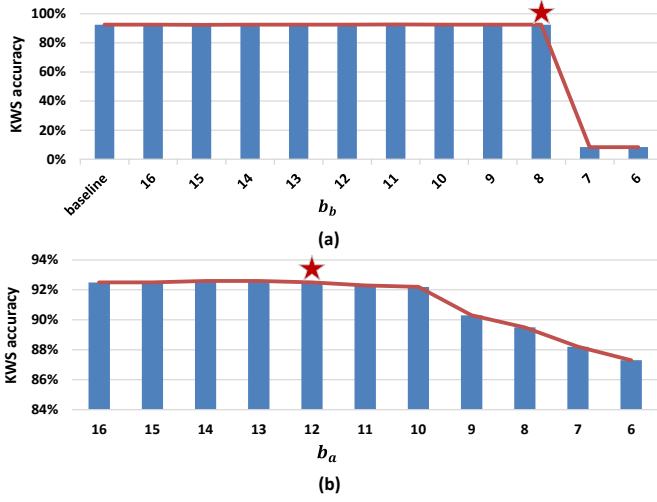 KWS accuracy
100%
80%
60%
40%
20%
0%
baseline 16 15 14 13 12 11 10 9 8 7 6
b_b
(a)
KWS accuracy
94%
92%
90%
88%
86%
84%
16 15 14 13 12 11 10 9 8 7 6
b_a
(b)